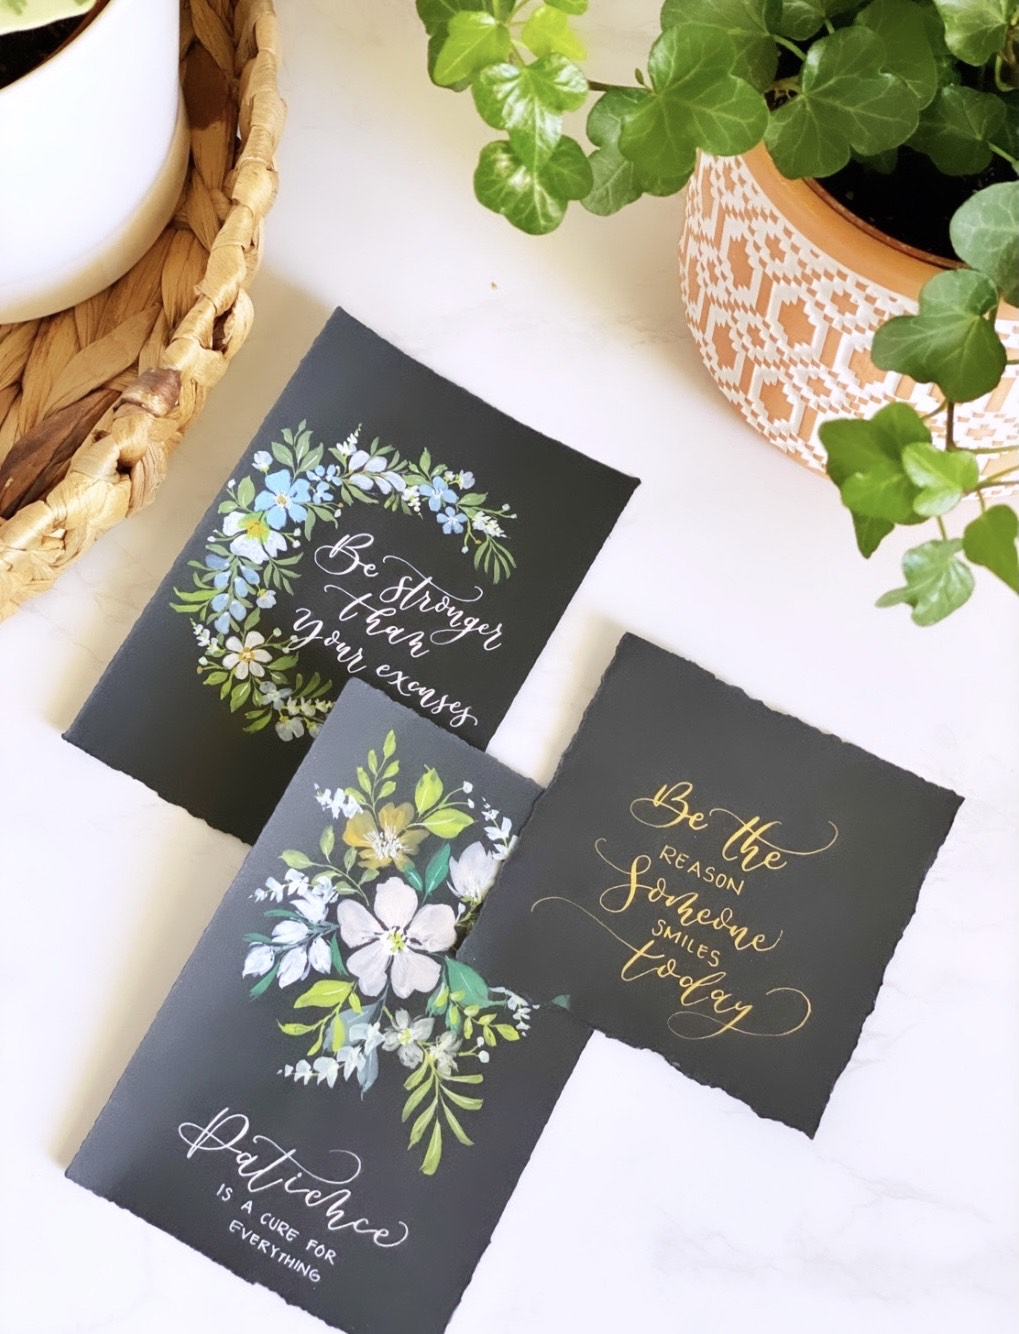 Be stronger
than
Your excuses
Be the
REASON
Someone
SMILES
today
Patience
IS A CURE FOR
EVERYTHING